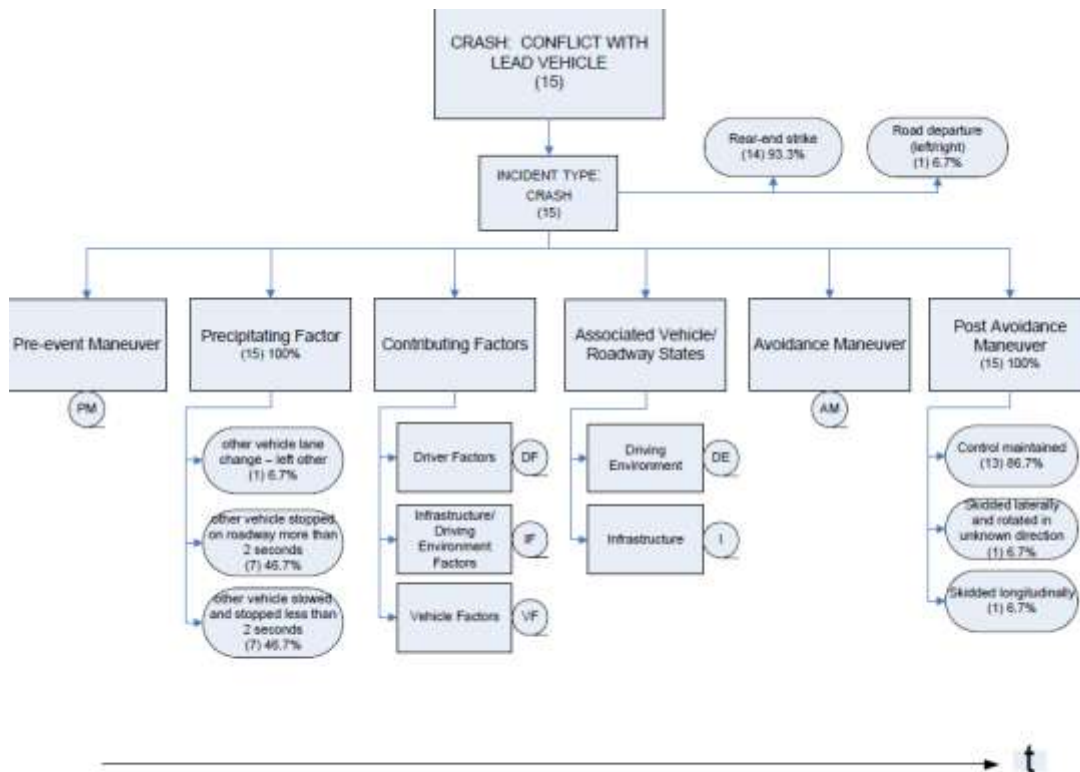 CRASH: CONFLICT WITH
LEAD VEHICLE
(15)
Rear-end strike
(14) 93.3%
Road departure
(left/right)
(1) 6.7%
INCIDENT TYPE:
CRASH
(15)
Pre-event Maneuver
PM
Precipitating Factor
(15) 100%
other vehicle lane
change – left other
(1) 6.7%
other vehicle stopped
on roadway more than
2 seconds
(7) 46.7%
other vehicle slowed
and stopped less than
2 seconds
(7) 46.7%
Contributing Factors
Driver Factors
DF
Infrastructure/
Driving
Environment
Factors
IF
Vehicle Factors
VF
Associated Vehicle/
Roadway States
Driving
Environment
DE
Infrastructure
I
Avoidance Maneuver
AM
Post Avoidance
Maneuver
(15) 100%
Control maintained
(13) 86.7%
Skidded laterally
and rotated in
unknown direction
(1) 6.7%
Skidded longitudinally
(1) 6.7%
t